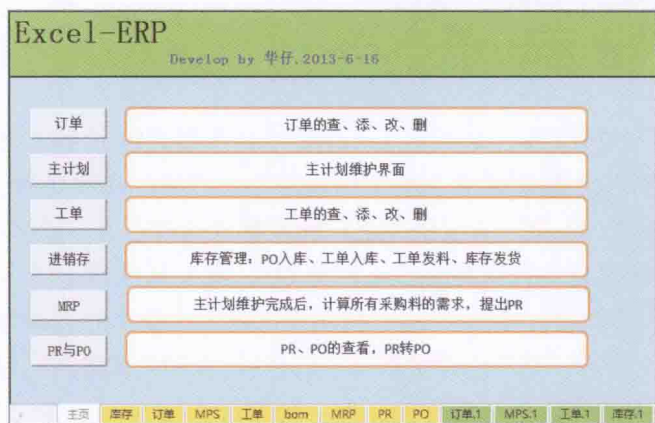 Excel-ERP
Develop by 华仔.2013-6-16
订单 订单的查、添、改、删
主计划 主计划维护界面
工单 工单的查、添、改、删
进销存 库存管理：PO入库、工单入库、工单发料、库存发货
MRP 主计划维护完成后，计算所有采购料的需求，提出PR
PR与PO PR、PO的查看，PR转PO
主页 库存 订单 MPS 工单 bom MRP PR PO 订单.1 MPS.1 工单.1 库存.1